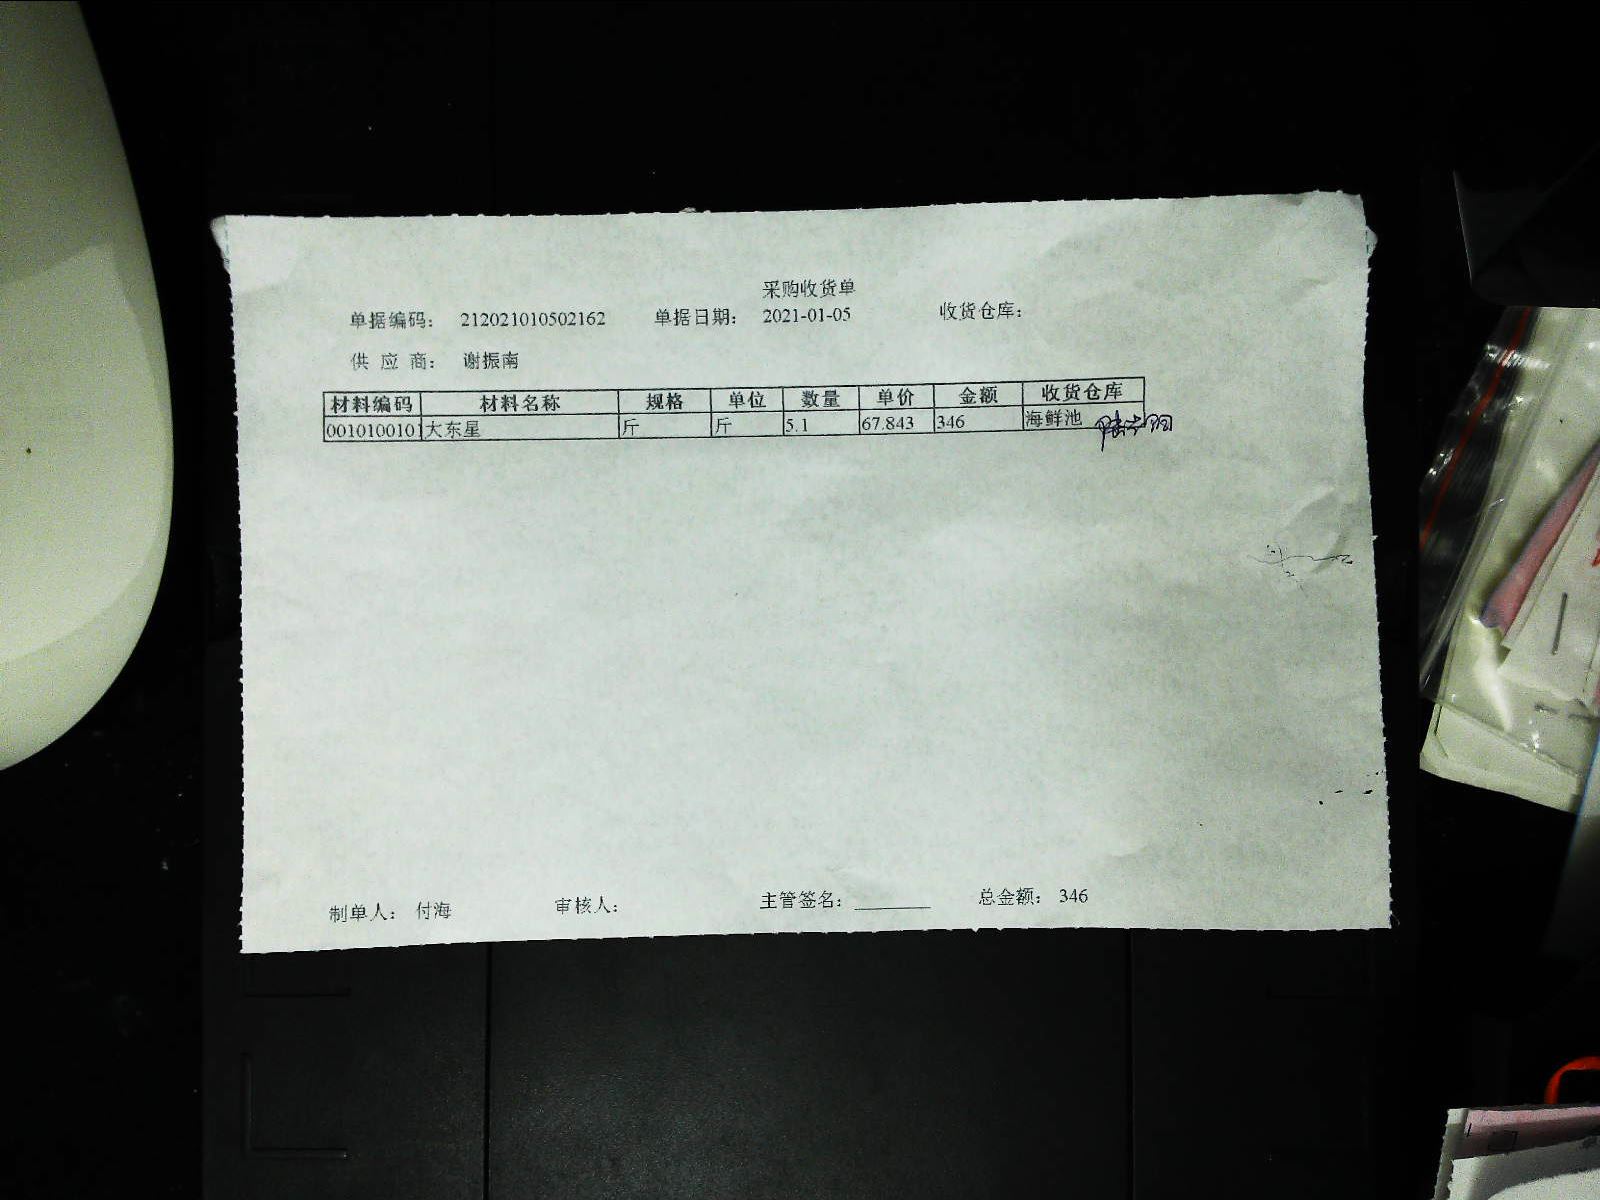 采购收货单
单据编码： 212021010502162 单据日期： 2021-01-05 收货仓库：
供 应 商： 谢振南
材料编码 材料名称 规格 单位 数量 单价 金额 收货仓库
001010010 大东星 斤 斤 5.1 67.843 346 海鲜池
制单人： 付海 审核人： 主管签名： 总金额： 346